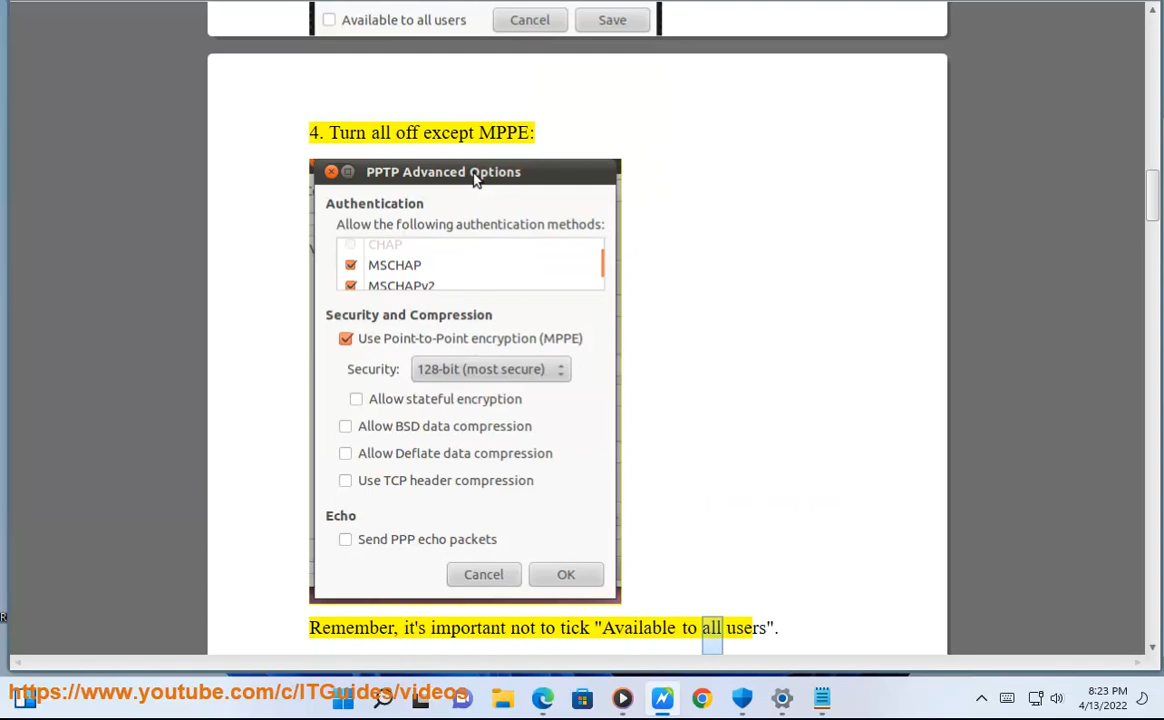 Available to all users
Cancel
Save
4. Turn all off except MPPE:
PPTP Advanced Options
Authentication
Allow the following authentication methods:
CHAP
MSCHAP
MSCHAPv2
Security and Compression
Use Point-to-Point encryption (MPPE)
Security: 128-bit (most secure)
Allow stateful encryption
Allow BSD data compression
Allow Deflate data compression
Use TCP header compression
Echo
Send PPP echo packets
Cancel
OK
Remember, it's important not to tick "Available to all users".
https://www.youtube.com/c/ITGuides/videos
8:23 PM
4/13/2022